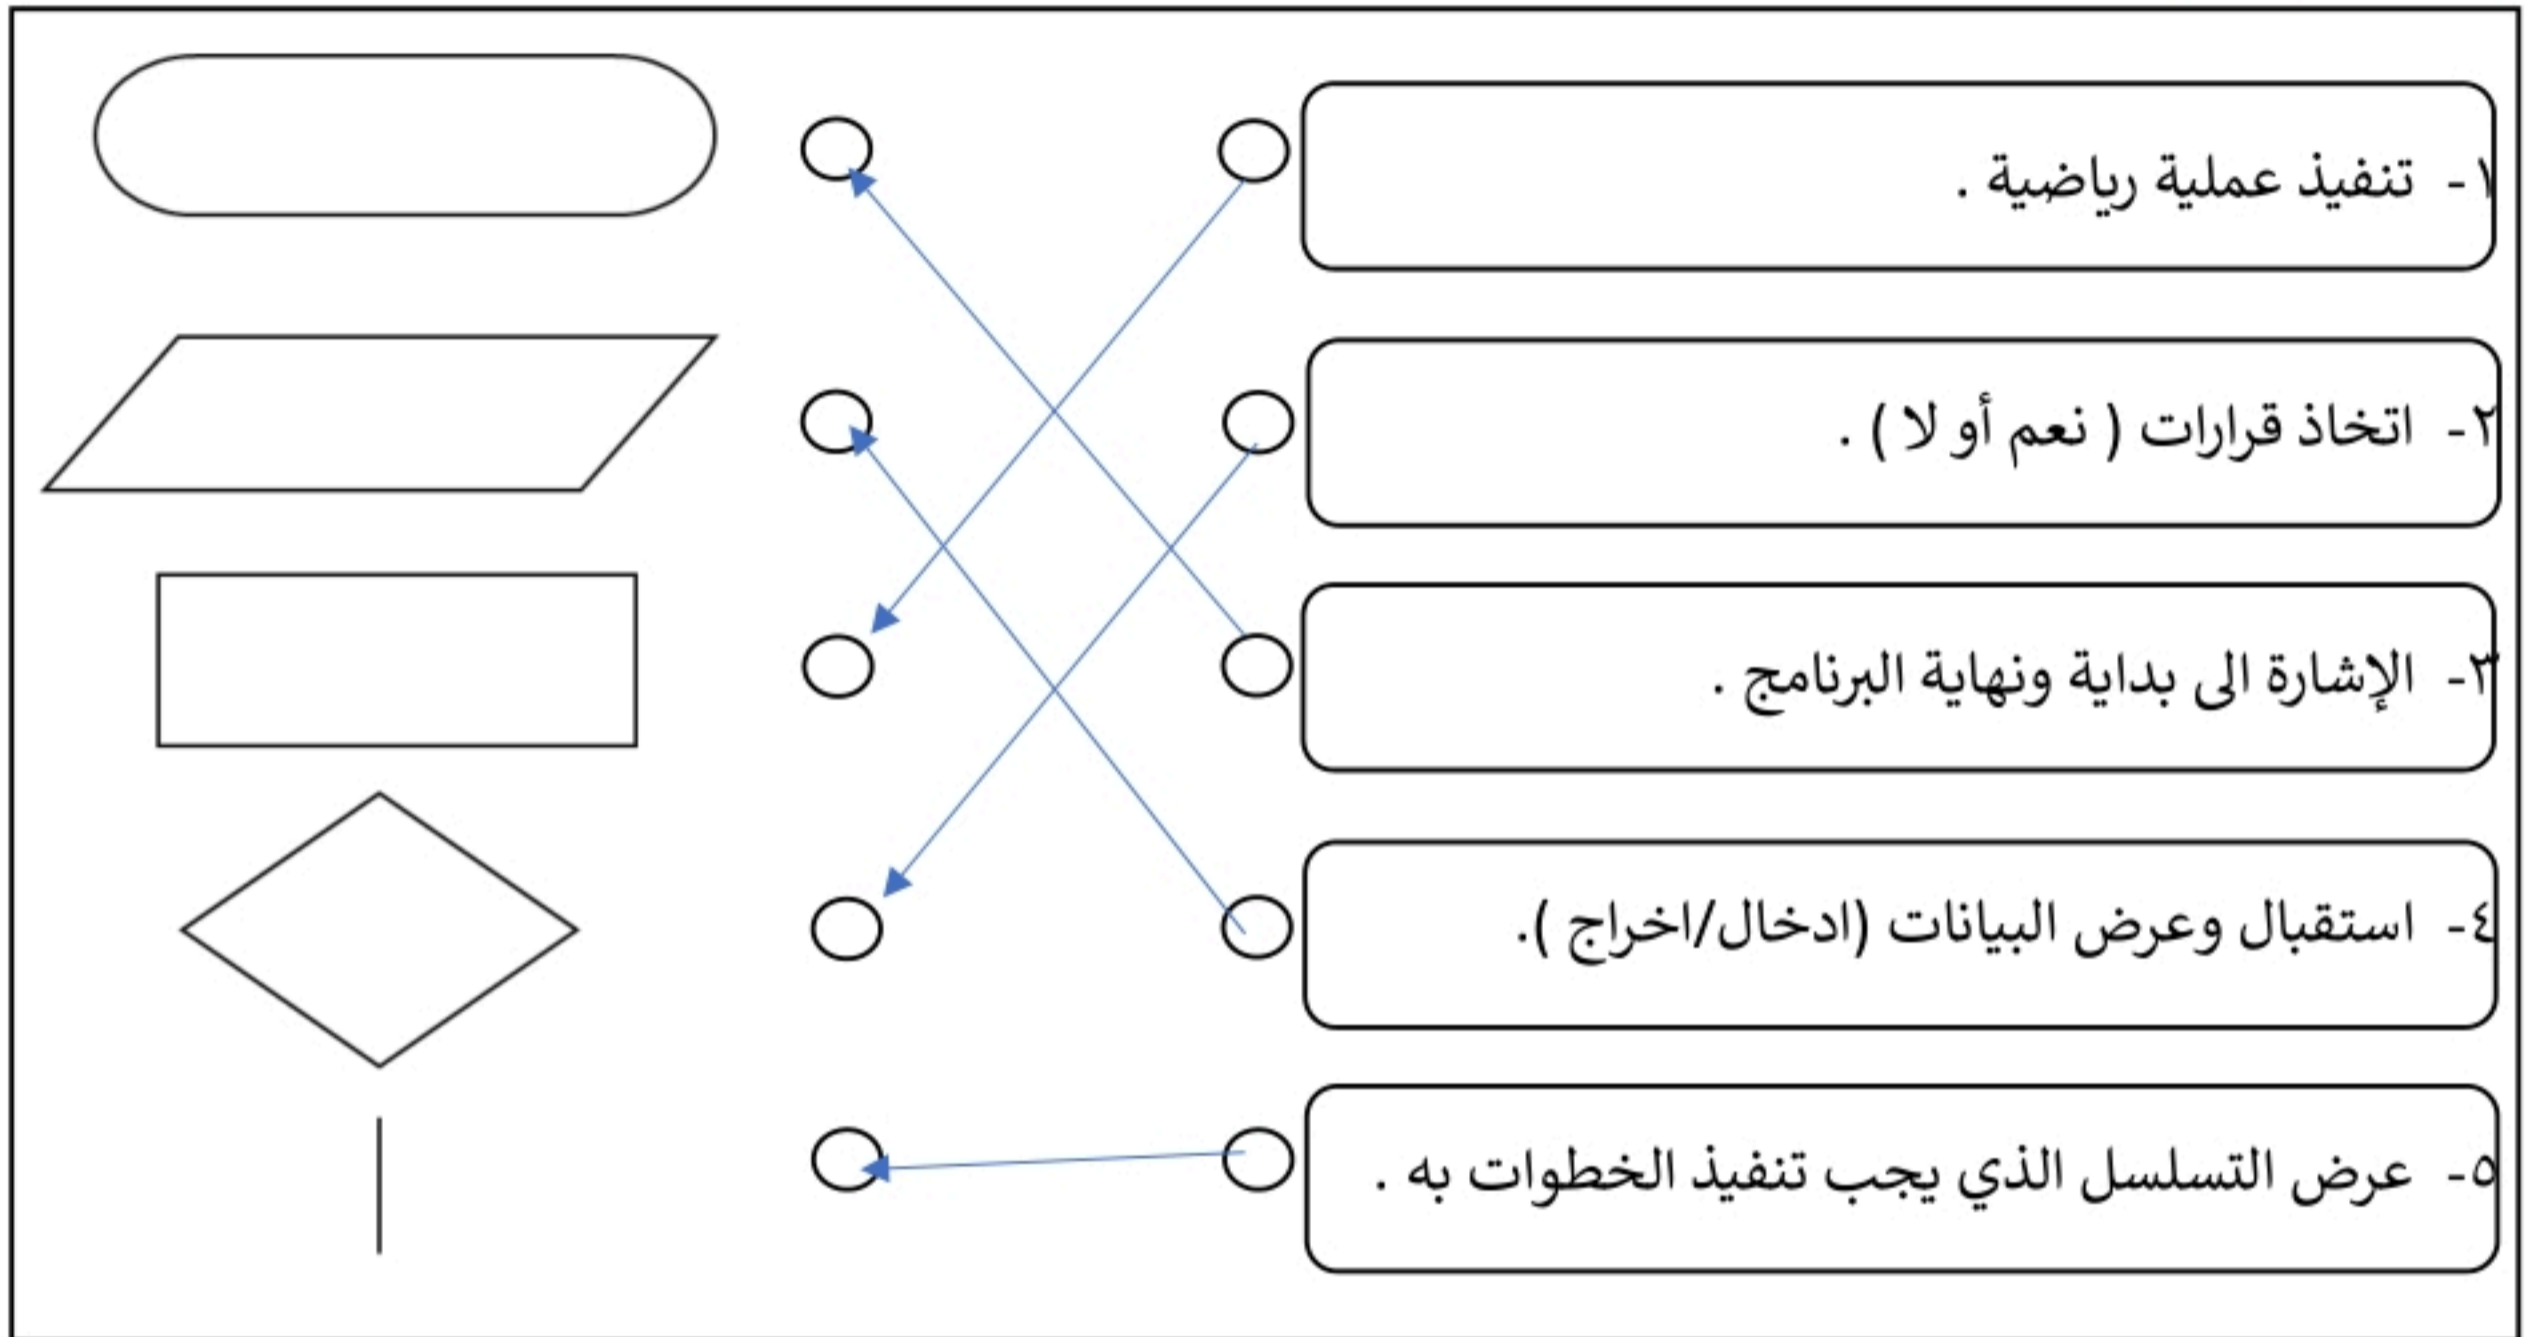 ١- تنفيذ عملية رياضية .
٢- اتخاذ قرارات ( نعم أو لا ) .
٣- الإشارة الى بداية ونهاية البرنامج .
٤- استقبال وعرض البيانات (ادخال/اخراج ).
٥- عرض التسلسل الذي يجب تنفيذ الخطوات به .